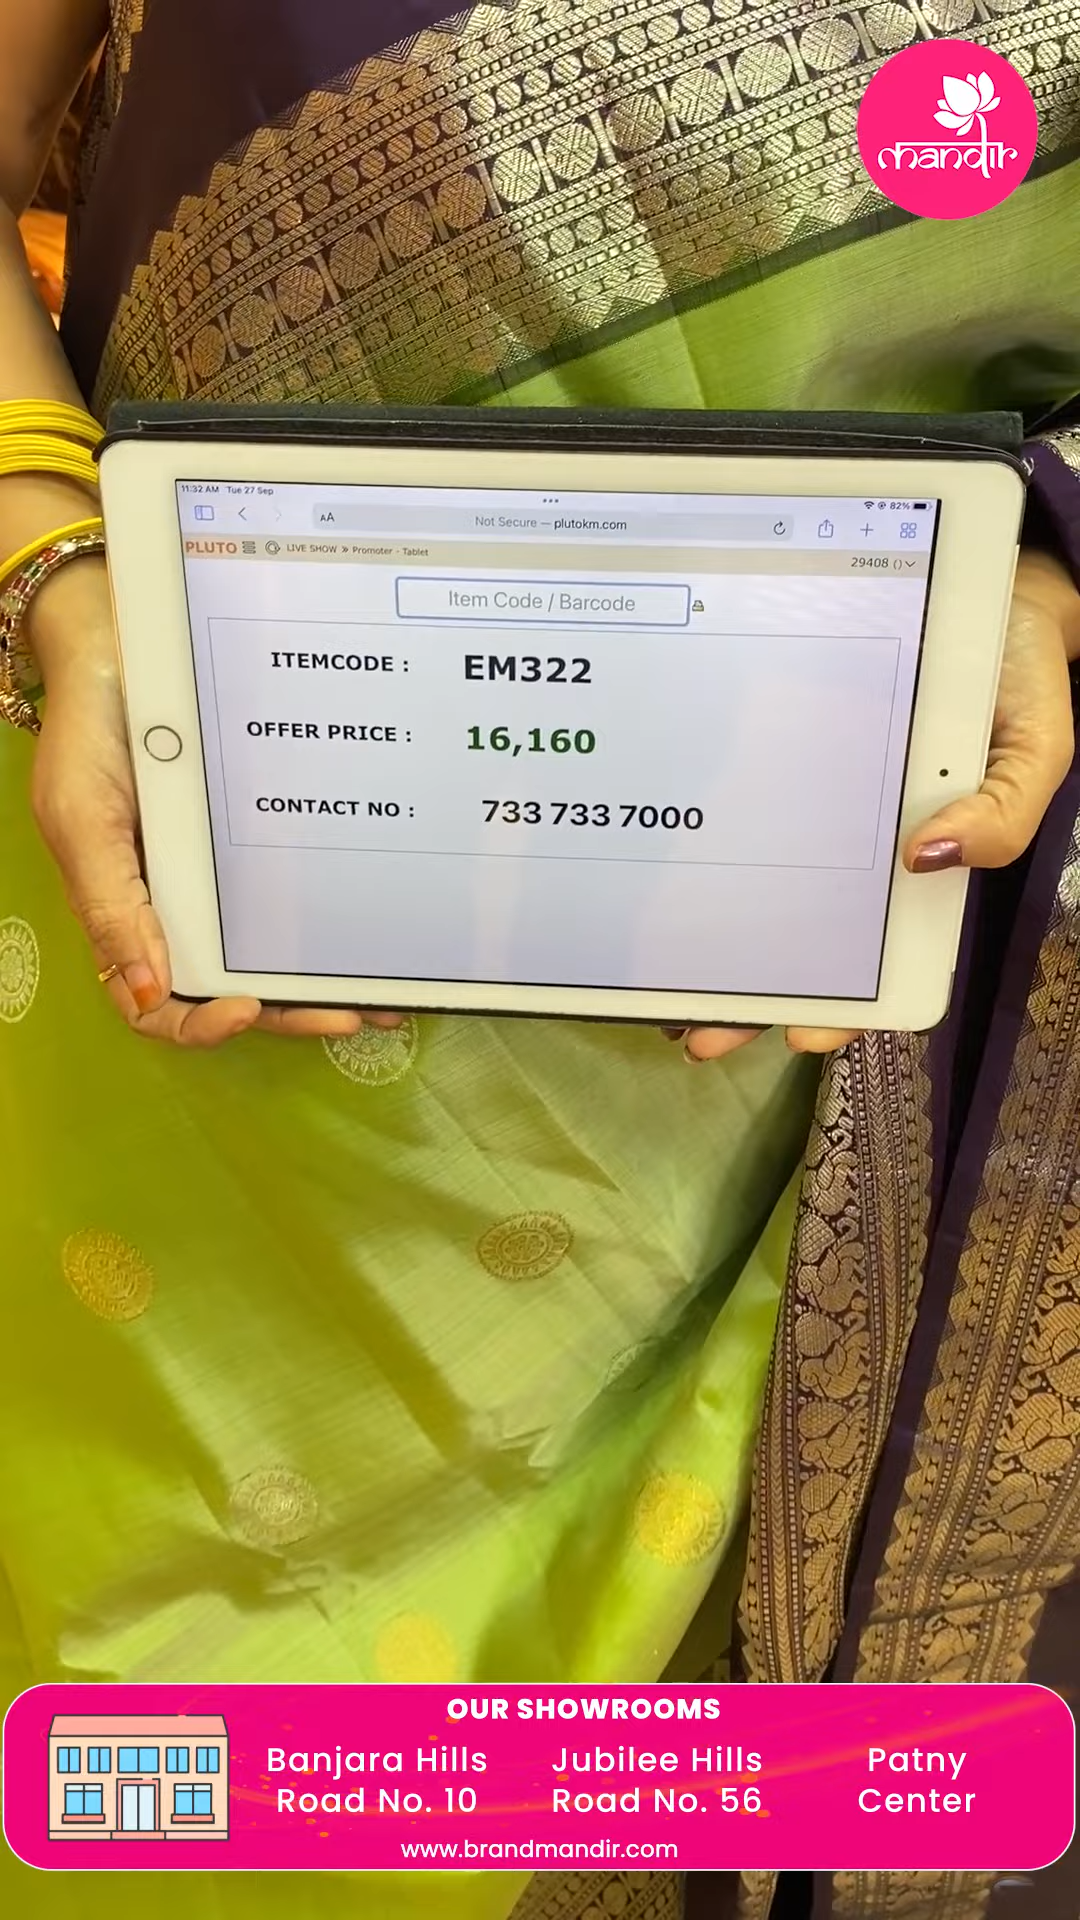 mandir
11:32 AM Tue 27 Sep
82%
AA
Not Secure — plutokm.com
PLUTO
LIVE SHOW » Promoter - Tablet
29408 ()
Item Code / Barcode
ITEMCODE : EM322
OFFER PRICE : 16,160
CONTACT NO : 733 733 7000
OUR SHOWROOMS
Banjara Hills
Road No. 10
Jubilee Hills
Road No. 56
Patny
Center
www.brandmandir.com